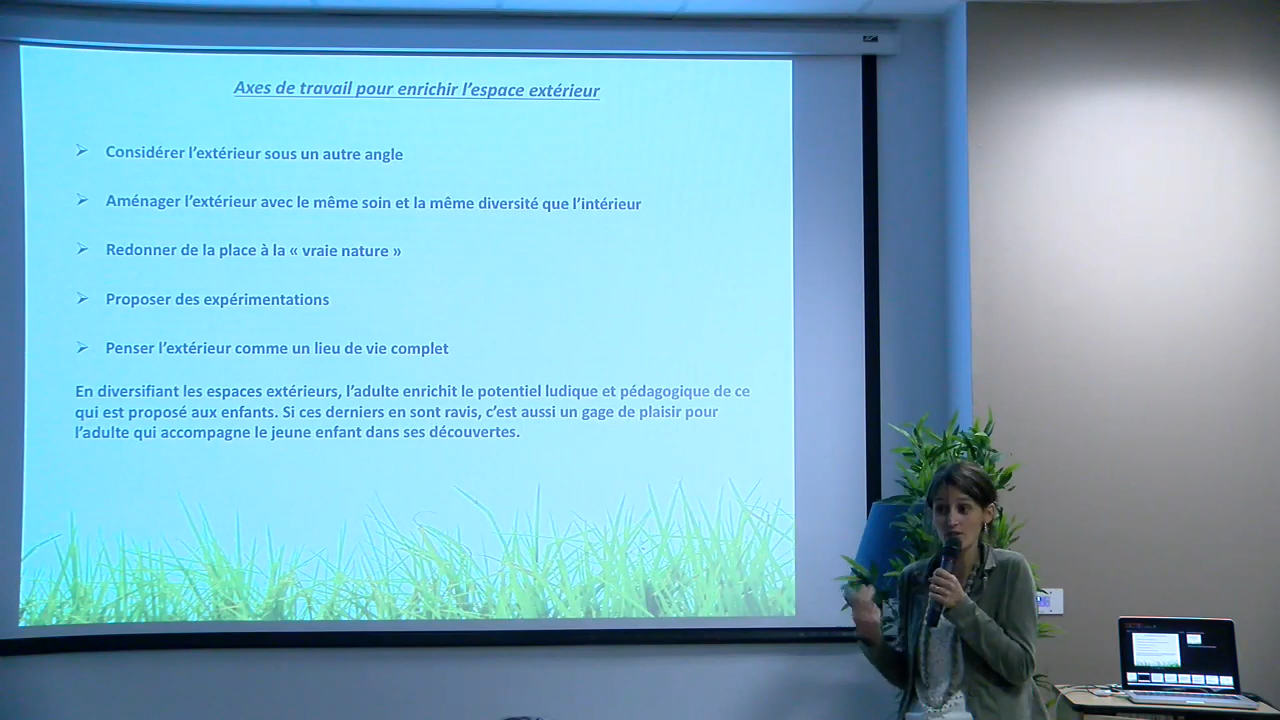 Axes de travail pour enrichir l’espace extérieur
➢ Considérer l’extérieur sous un autre angle
➢ Aménager l’extérieur avec le même soin et la même diversité que l’intérieur
➢ Redonner de la place à la « vraie nature »
➢ Proposer des expérimentations
➢ Penser l’extérieur comme un lieu de vie complet
En diversifiant les espaces extérieurs, l’adulte enrichit le potentiel ludique et pédagogique de ce
qui est proposé aux enfants. Si ces derniers en sont ravis, c’est aussi un gage de plaisir pour
l’adulte qui accompagne le jeune enfant dans ses découvertes.